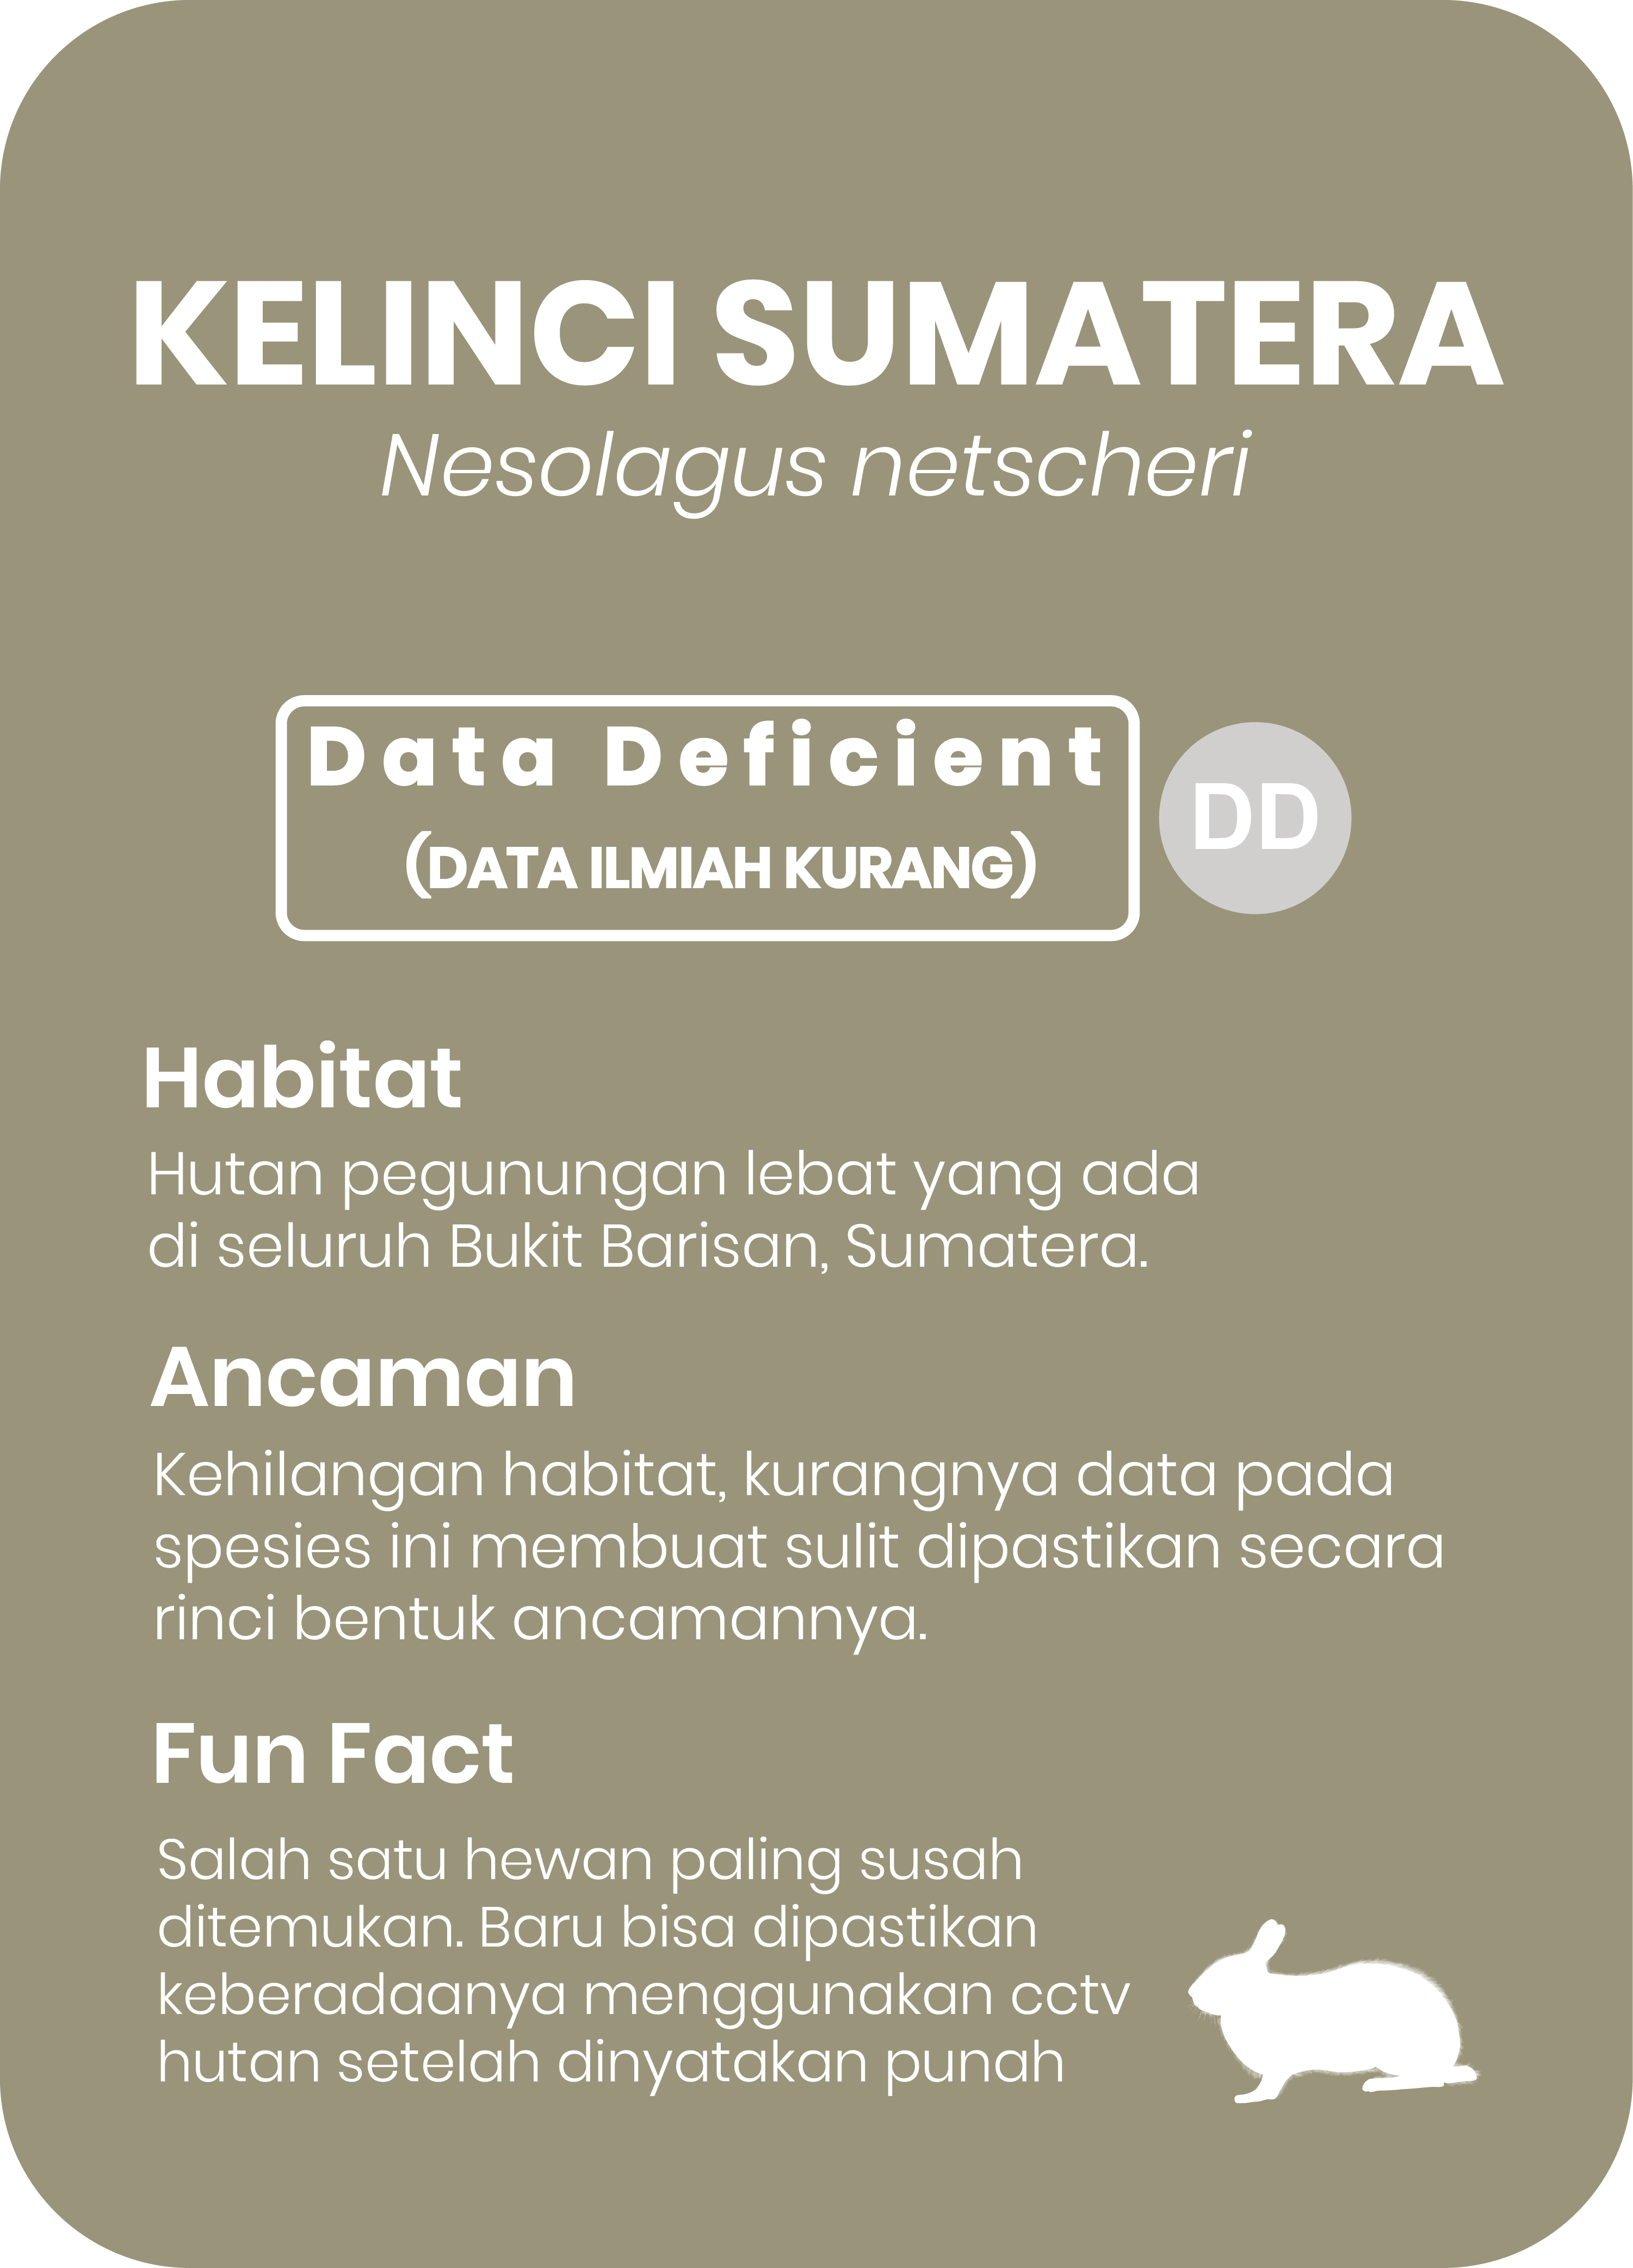 KELINCI SUMATERA
Nesolagus netscheri
Data Deficient
(DATA ILMIAH KURANG)
DD
Habitat
Hutan pegunungan lebat yang ada
di seluruh Bukit Barisan, Sumatera.
Ancaman
Kehilangan habitat, kurangnya data pada
spesies ini membuat sulit dipastikan secara
rinci bentuk ancamannya.
Fun Fact
Salah satu hewan paling susah
ditemukan. Baru bisa dipastikan
keberadaanya menggunakan cctv
hutan setelah dinyatakan punah